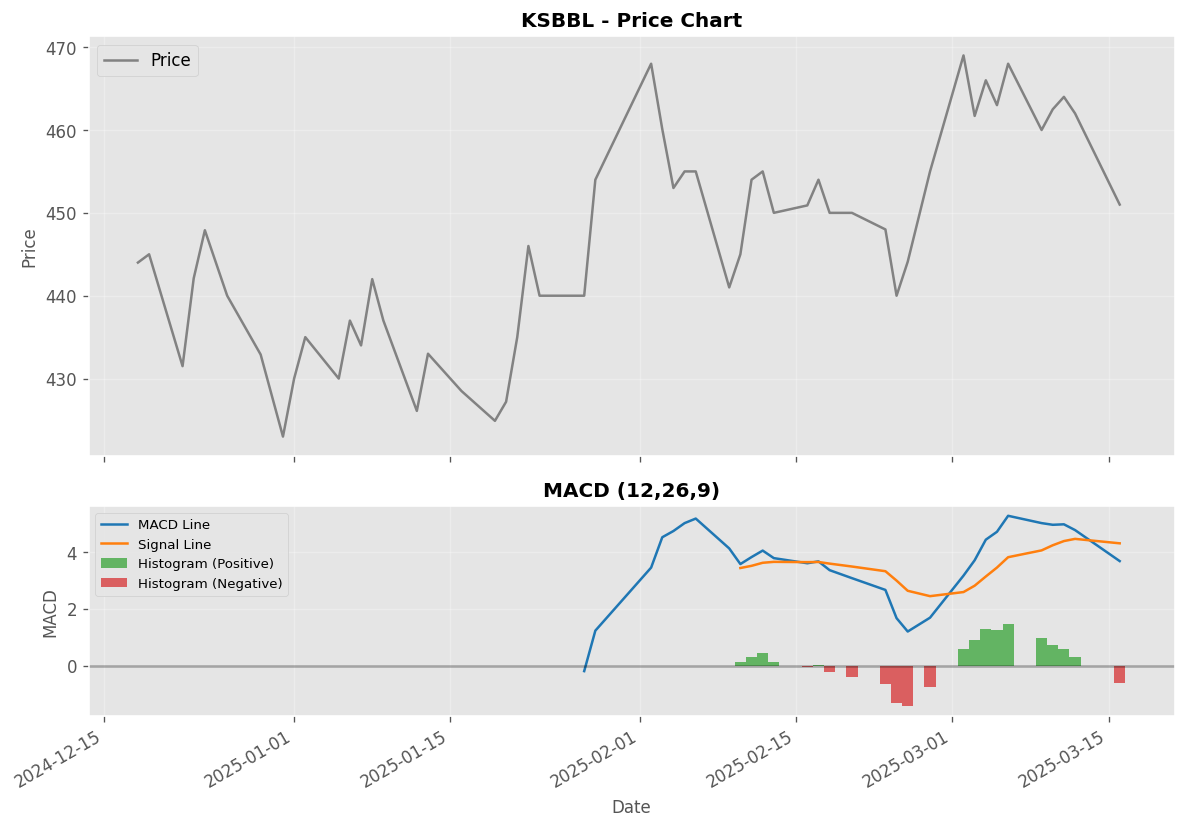 KSBBL - Price Chart
Price
470
460
450
440
430
Price
MACD (12,26,9)
MACD Line
Signal Line
Histogram (Positive)
Histogram (Negative)
4
2
0
MACD
2024-12-15
2025-01-01
2025-01-15
2025-02-01
2025-02-15
2025-03-01
2025-03-15
Date